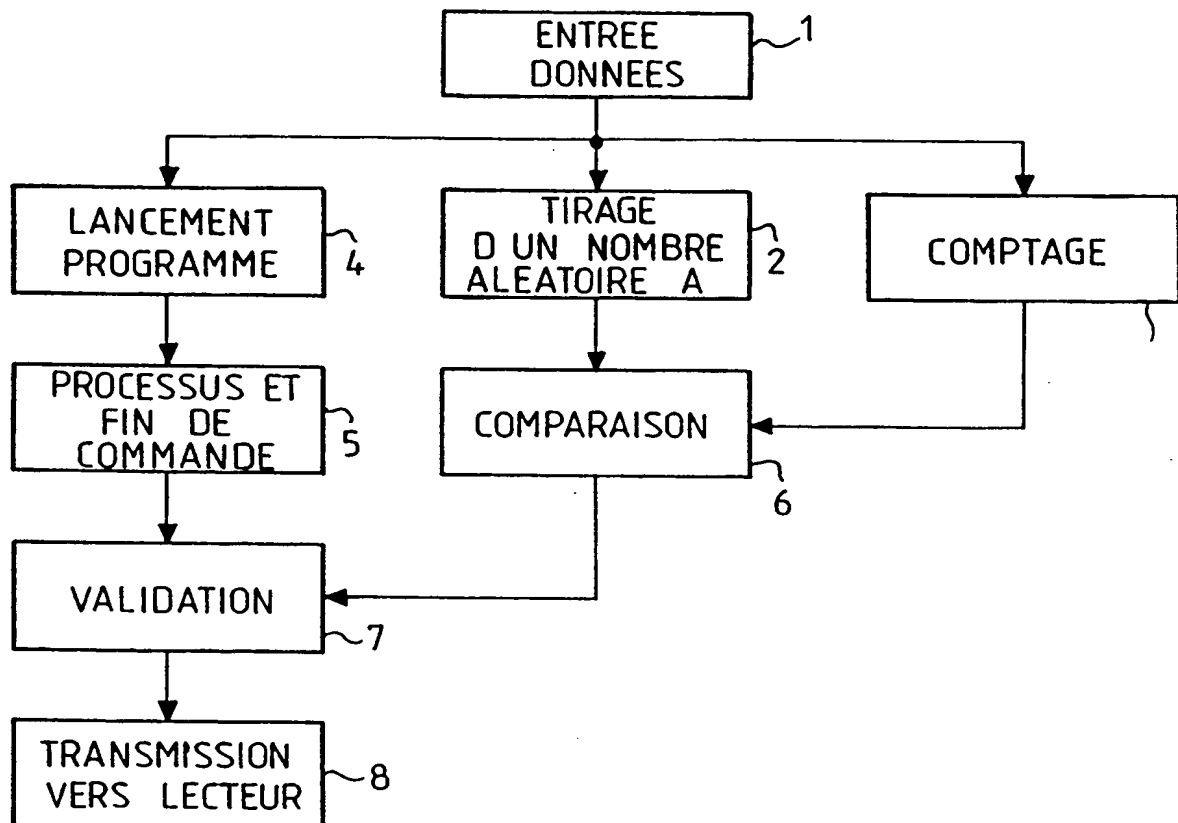 ENTREE
DONNEES
1
LANCEMENT
PROGRAMME
4
TIRAGE
D UN NOMBRE
ALEATOIRE A
2
COMPTAGE
PROCESSUS ET
FIN DE
COMMANDE
5
COMPARAISON
6
VALIDATION
7
TRANSMISSION
VERS LECTEUR
8